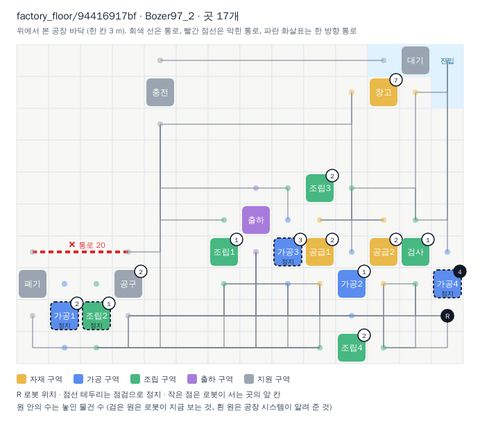 factory_floor/94416917bf · Bozer97_2 · 곳 17개
위에서 본 공장 바닥 (한 칸 3 m). 회색 선은 통로, 빨간 점선은 막힌 통로, 파란 화살표는 한 방향 통로
대기 진입
충전 창고 7
조립3 2
출하
✕ 통로 20
조립1 1 가공3 정지 3 공급1 2 공급2 2 검사 1
폐기 공구 2 가공2 1 가공4 정지 4
가공1 정지 2 조립2 정지 1 R
조립4 2
자재 구역 가공 구역 조립 구역 출하 구역 지원 구역
R 로봇 위치 · 점선 테두리는 점검으로 정지 · 작은 점은 로봇이 서는 곳의 앞 칸
원 안의 수는 놓인 물건 수 (검은 원은 로봇이 지금 보는 것, 흰 원은 공장 시스템이 알려 준 것)